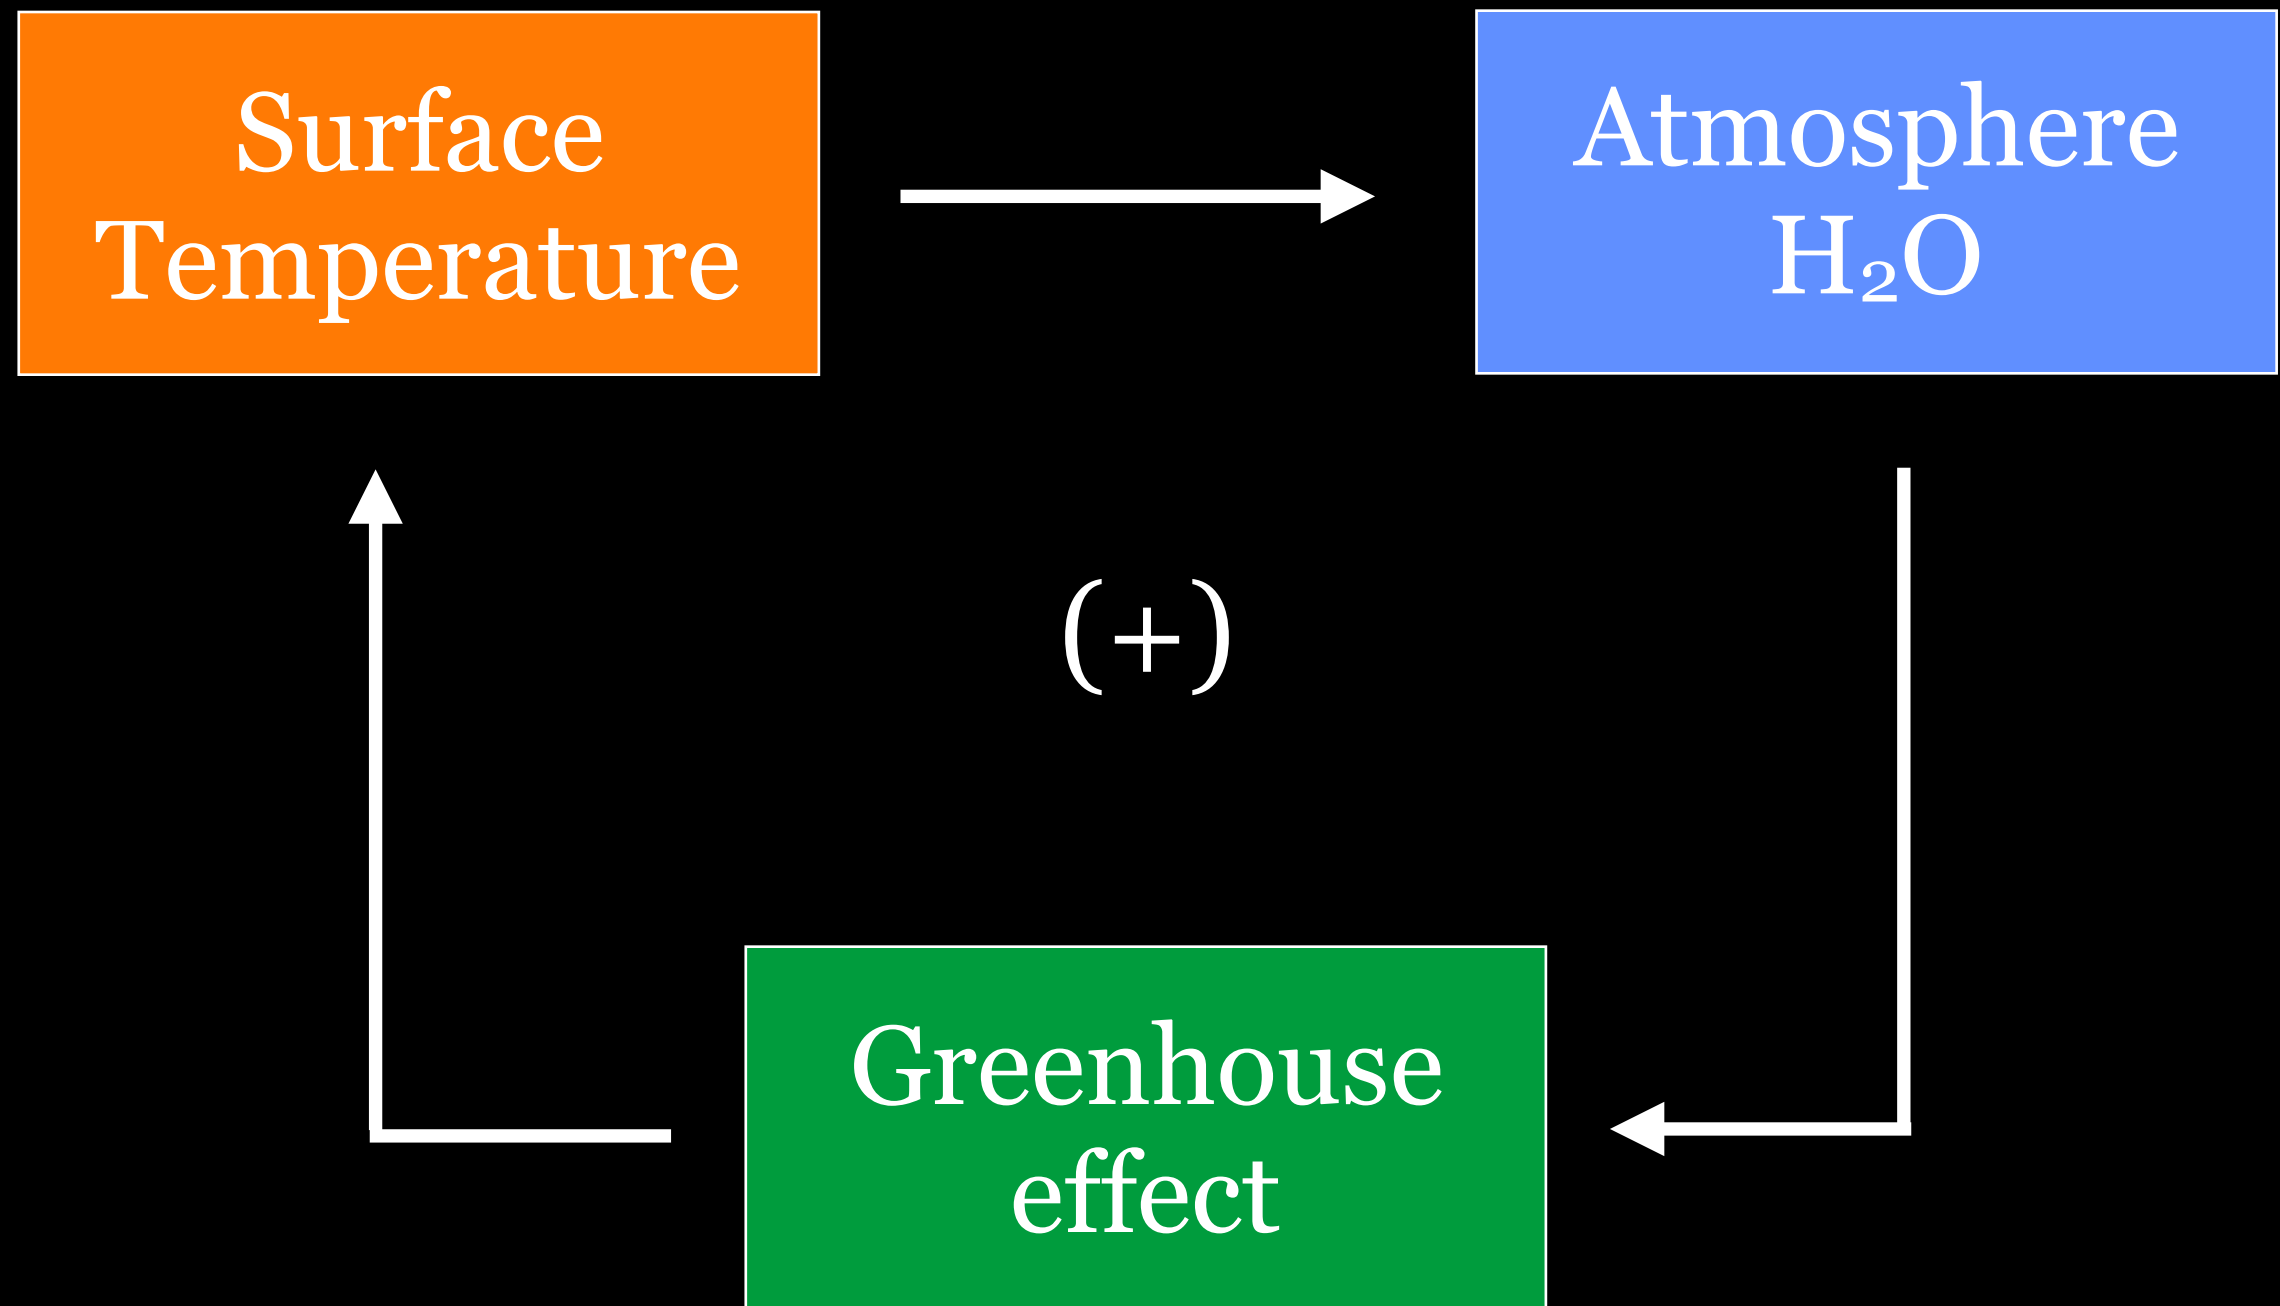 Surface
Temperature
Atmosphere
H₂O
(+)
Greenhouse
effect